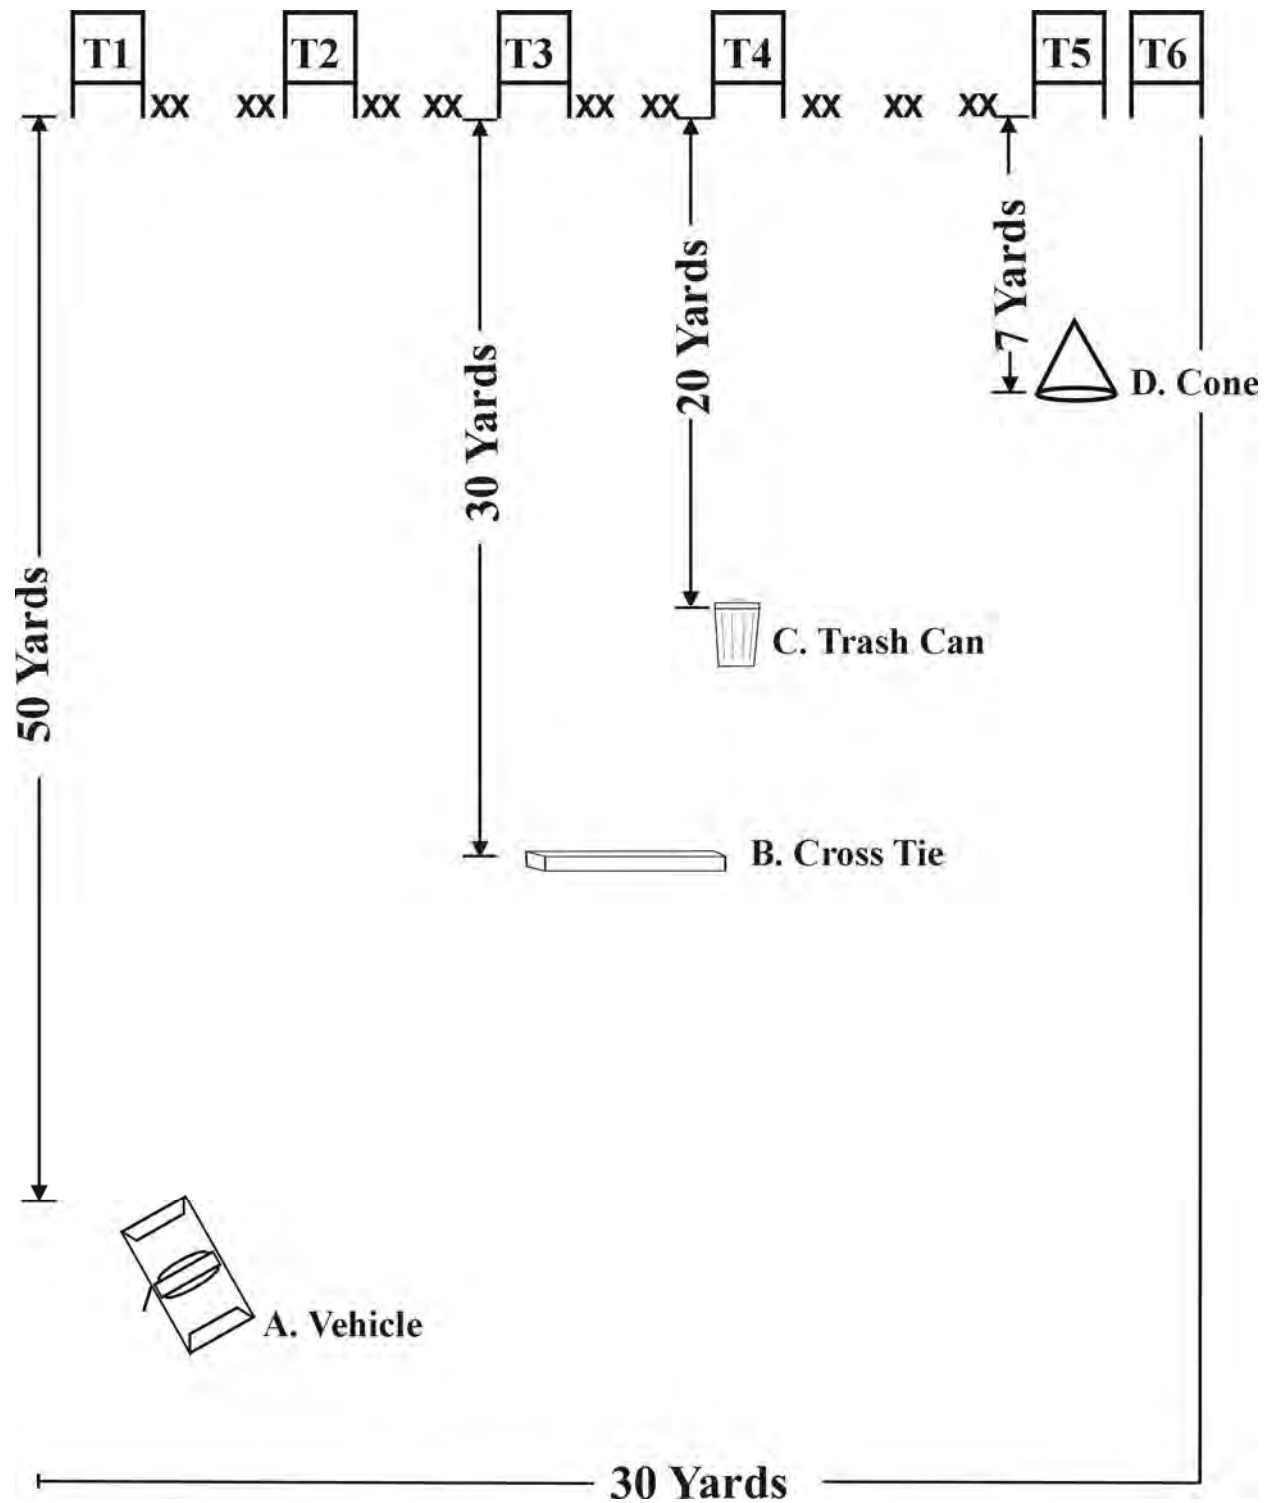 T1 T2 T3 T4 T5 T6
XX XX XX XX XX XX XX XX XX
7 Yards
20 Yards
30 Yards
50 Yards
D. Cone
C. Trash Can
B. Cross Tie
A. Vehicle
30 Yards